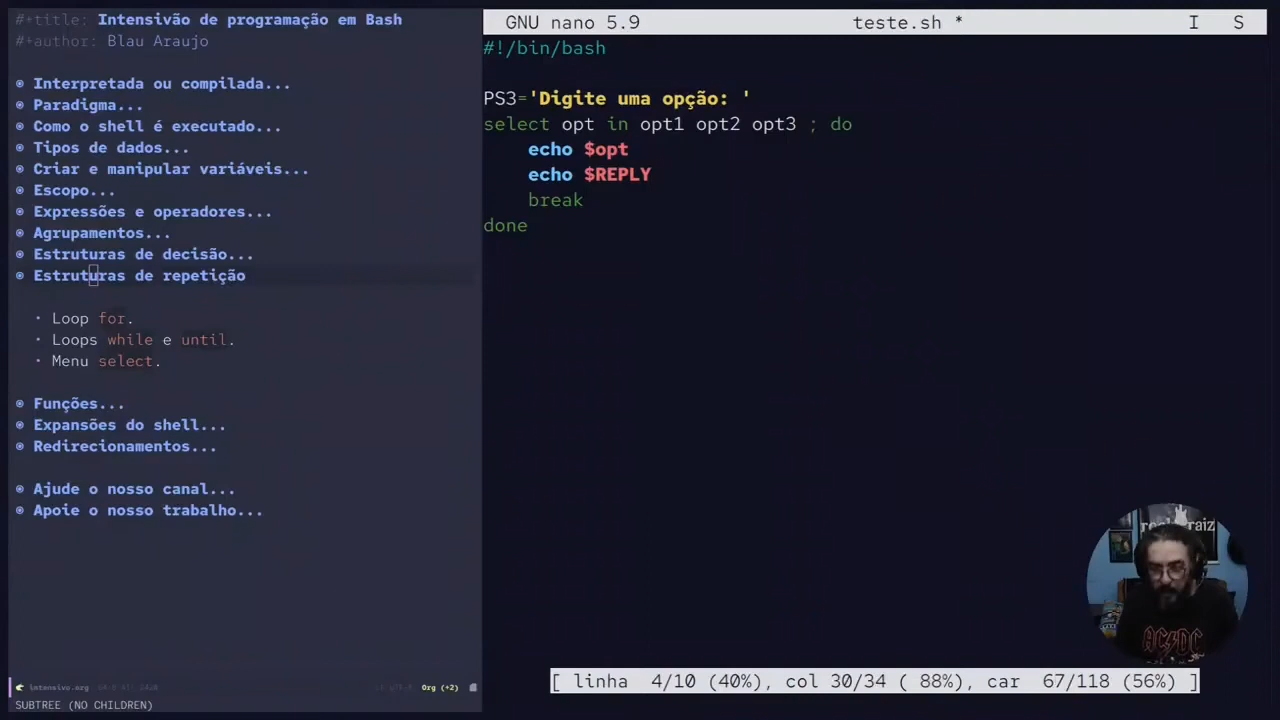 #+title: Intensivão de programação em Bash
#+author: Blau Araujo
Interpretada ou compilada...
Paradigma...
Como o shell é executado...
Tipos de dados...
Criar e manipular variáveis...
Escopo...
Expressões e operadores...
Agrupamentos...
Estruturas de decisão...
Estruturas de repetição
• Loop for.
• Loops while e until.
• Menu select.
Funções...
Expansões do shell...
Redirecionamentos...
Ajude o nosso canal...
Apoie o nosso trabalho...
intensivo.org
Org (+2)
SUBTREE (NO CHILDREN)
GNU nano 5.9 teste.sh * I S
#!/bin/bash
PS3='Digite uma opção: '
select opt in opt1 opt2 opt3 ; do
echo $opt
echo $REPLY
break
done
raiz
AC DC
[ linha 4/10 (40%), col 30/34 ( 88%), car 67/118 (56%) ]